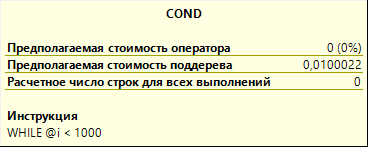 COND
Предполагаемая стоимость оператора 0 (0%)
Предполагаемая стоимость поддерева 0,0100022
Расчетное число строк для всех выполнений 0
Инструкция
WHILE @i < 1000